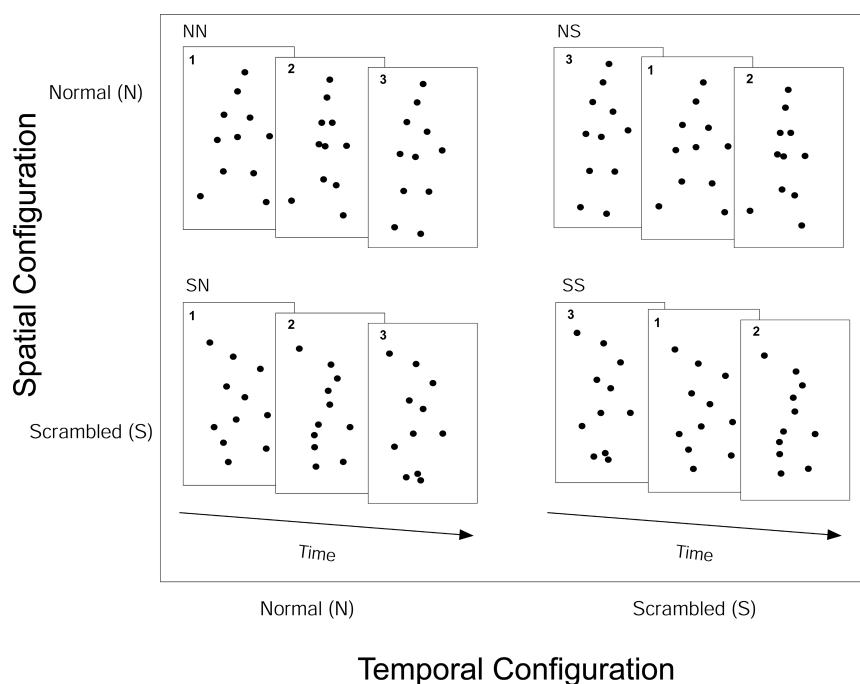 NN
NS
1
2
3
3
1
2
Normal (N)
Spatial Configuration
SN
SS
1
2
3
3
1
2
Scrambled (S)
Time
Time
Normal (N)
Scrambled (S)
Temporal Configuration